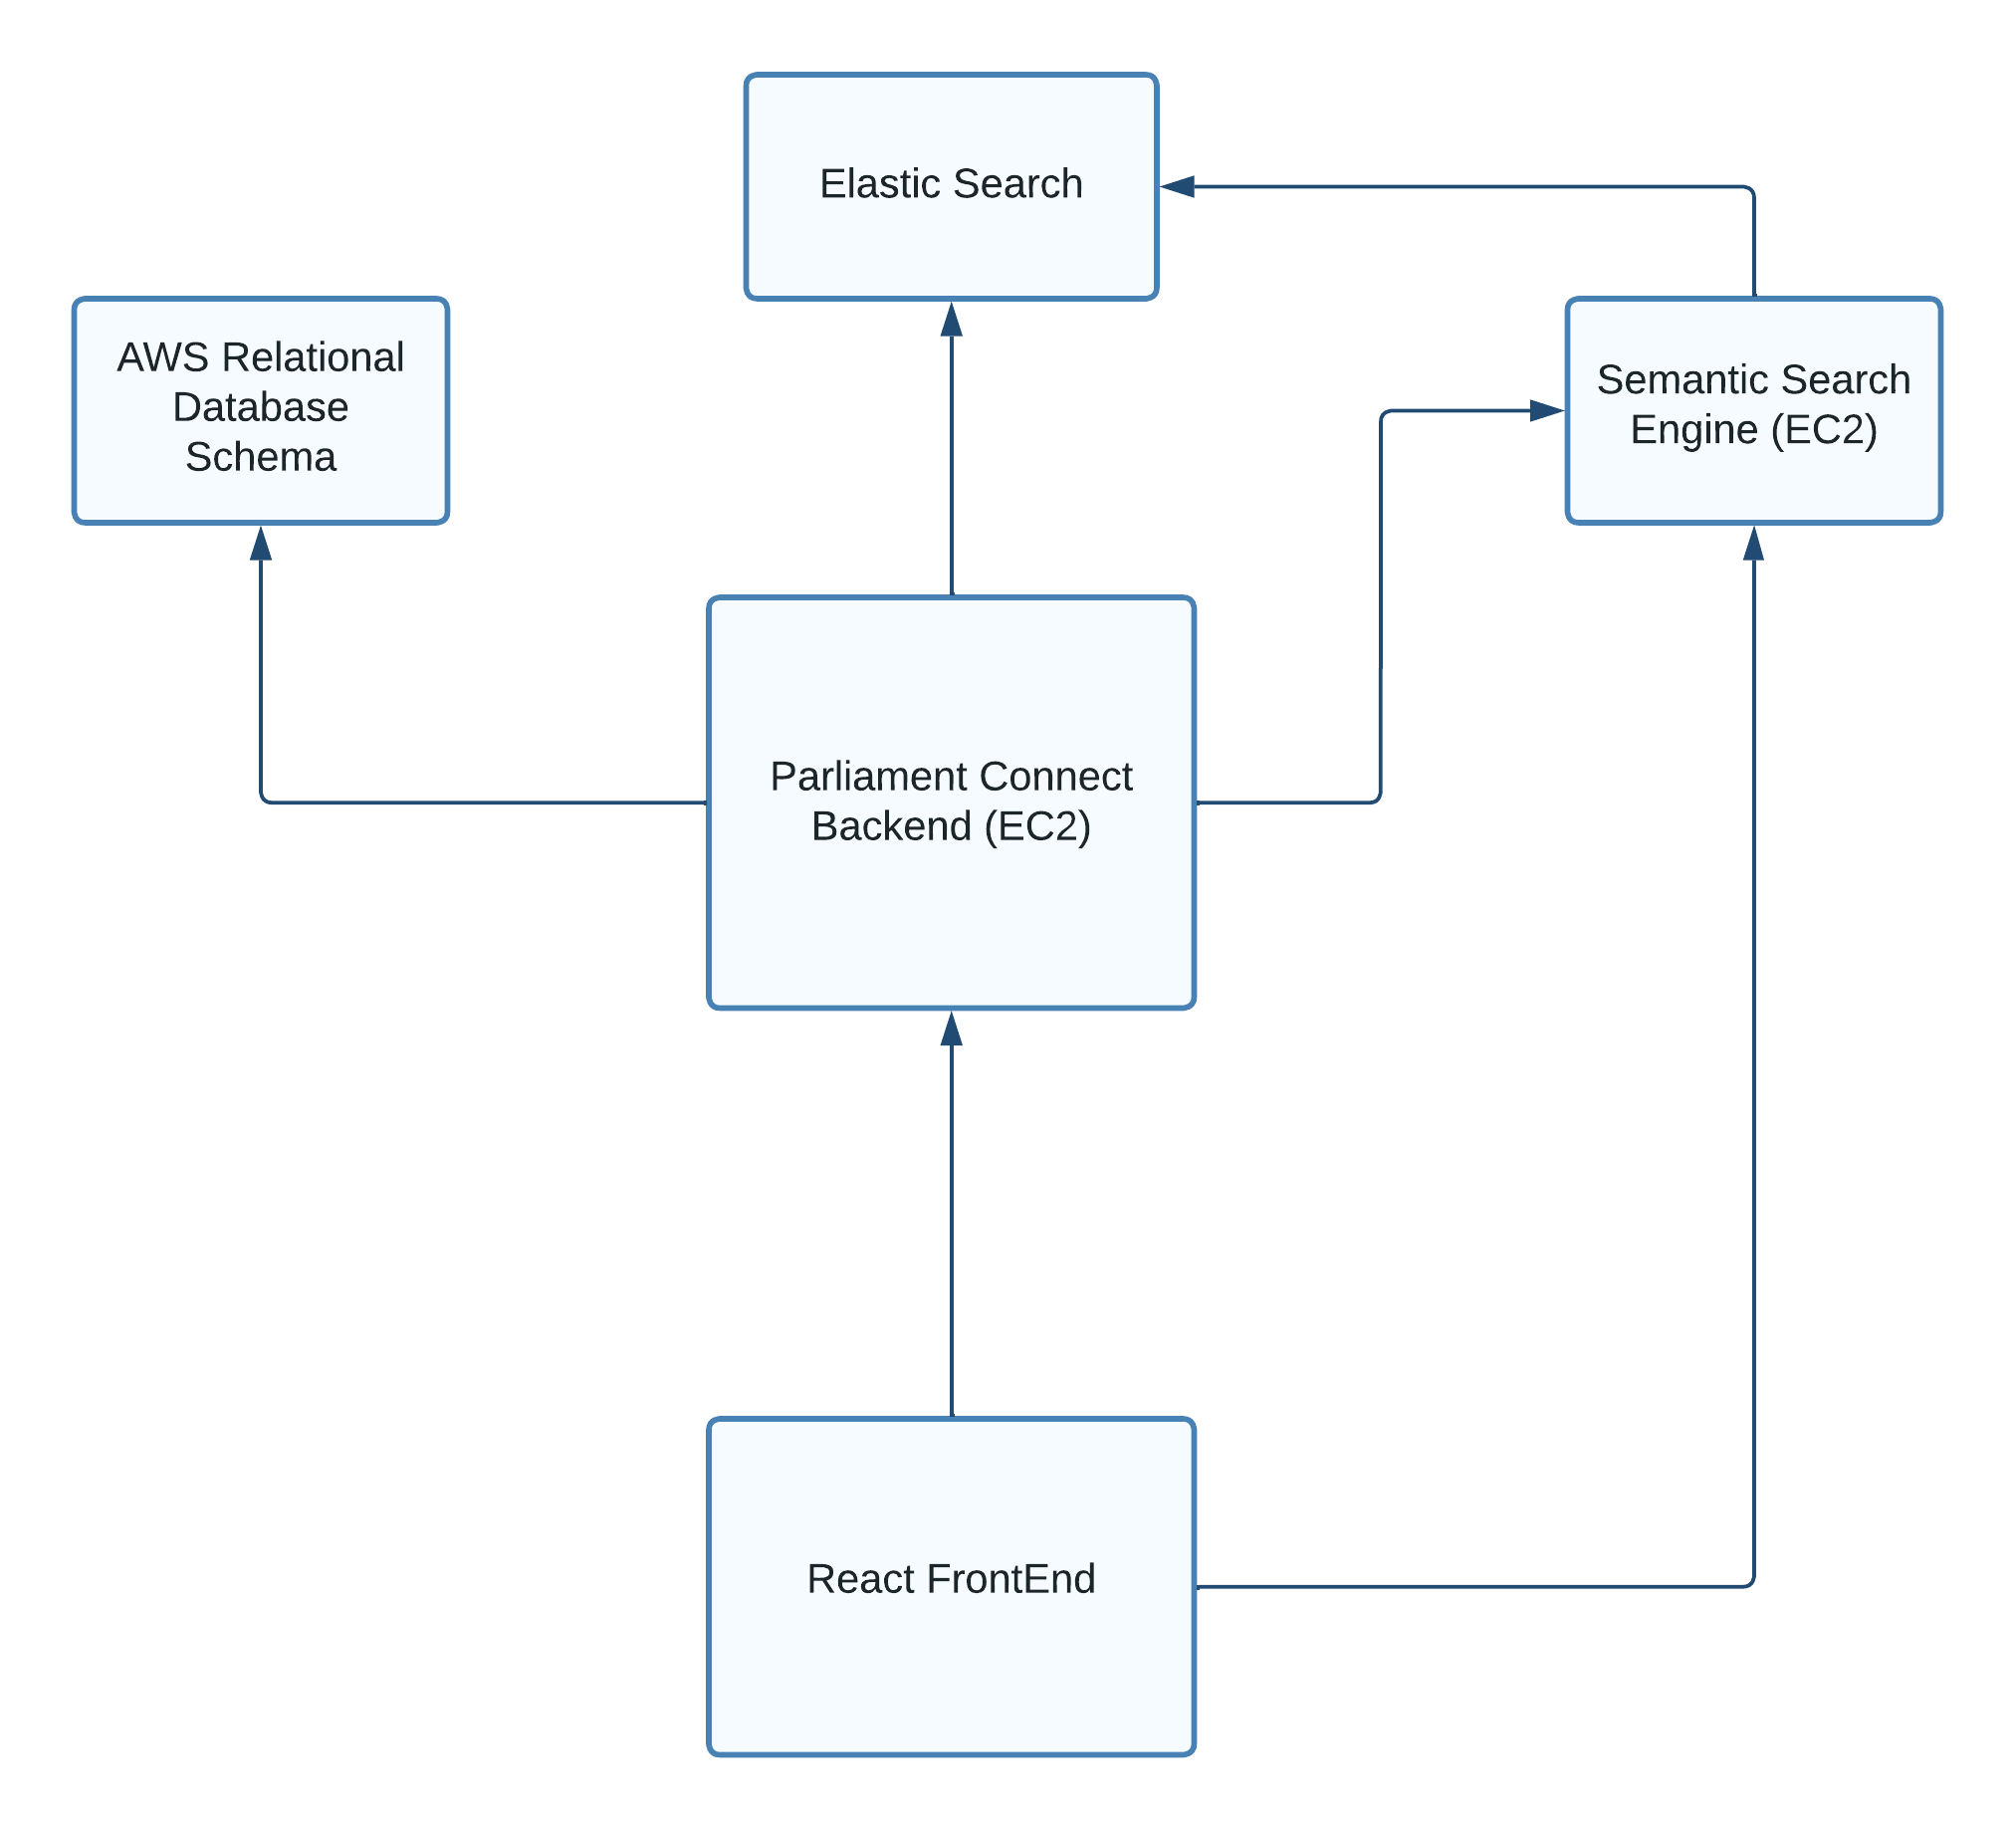 Elastic Search
AWS Relational
Database
Schema
Semantic Search
Engine (EC2)
Parliament Connect
Backend (EC2)
React FrontEnd